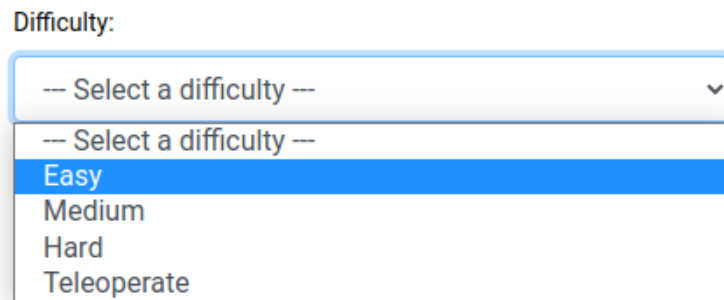 Difficulty:
--- Select a difficulty ---
--- Select a difficulty ---
Easy
Medium
Hard
Teleoperate